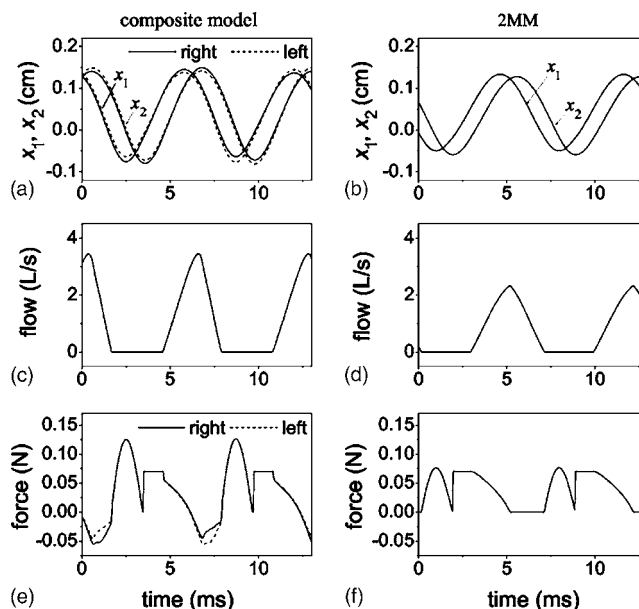 composite model
2MM
right left
x₁, x₂ (cm)
0.2
0.1
0.0
-0.1
x₁
x₂
0 5 10
(a)
x₁, x₂ (cm)
0.2
0.1
0.0
-0.1
x₁
x₂
0 5 10
(b)
flow (L/s)
4
2
0
0 5 10
(c)
flow (L/s)
4
2
0
0 5 10
(d)
right left
force (N)
0.15
0.10
0.05
0.00
-0.05
0 5 10
time (ms)
(e)
force (N)
0.15
0.10
0.05
0.00
-0.05
0 5 10
time (ms)
(f)